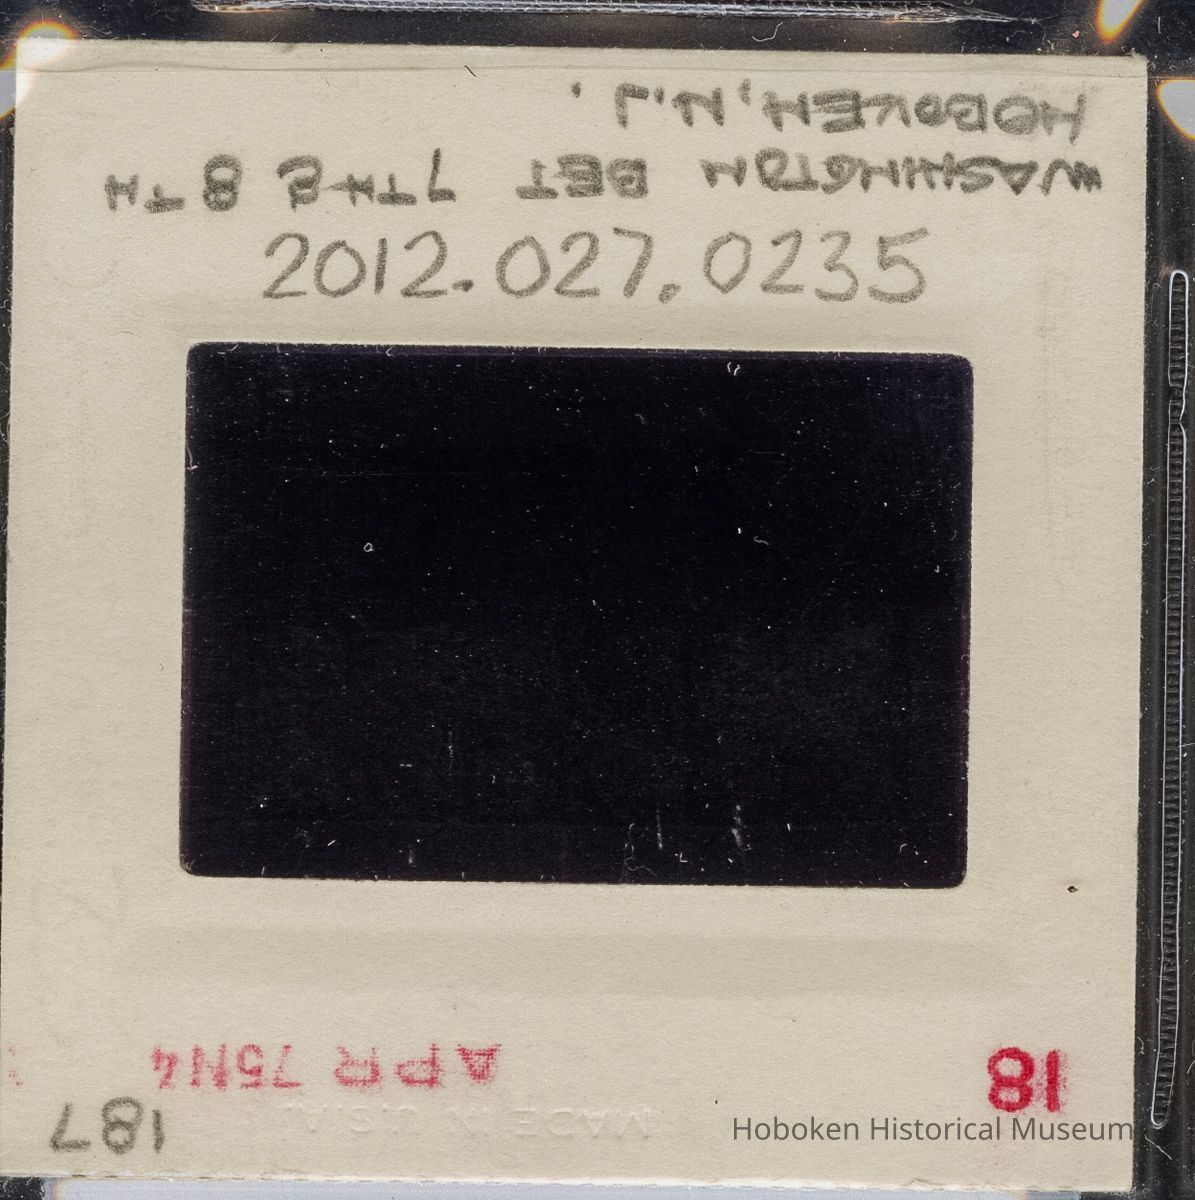 HOBOKEN, N.J.
WASHINGTON BET 7TH & 8TH
2012.027.0235
APR 75N4
18
187
MADE IN U.S.A.
Hoboken Historical Museum